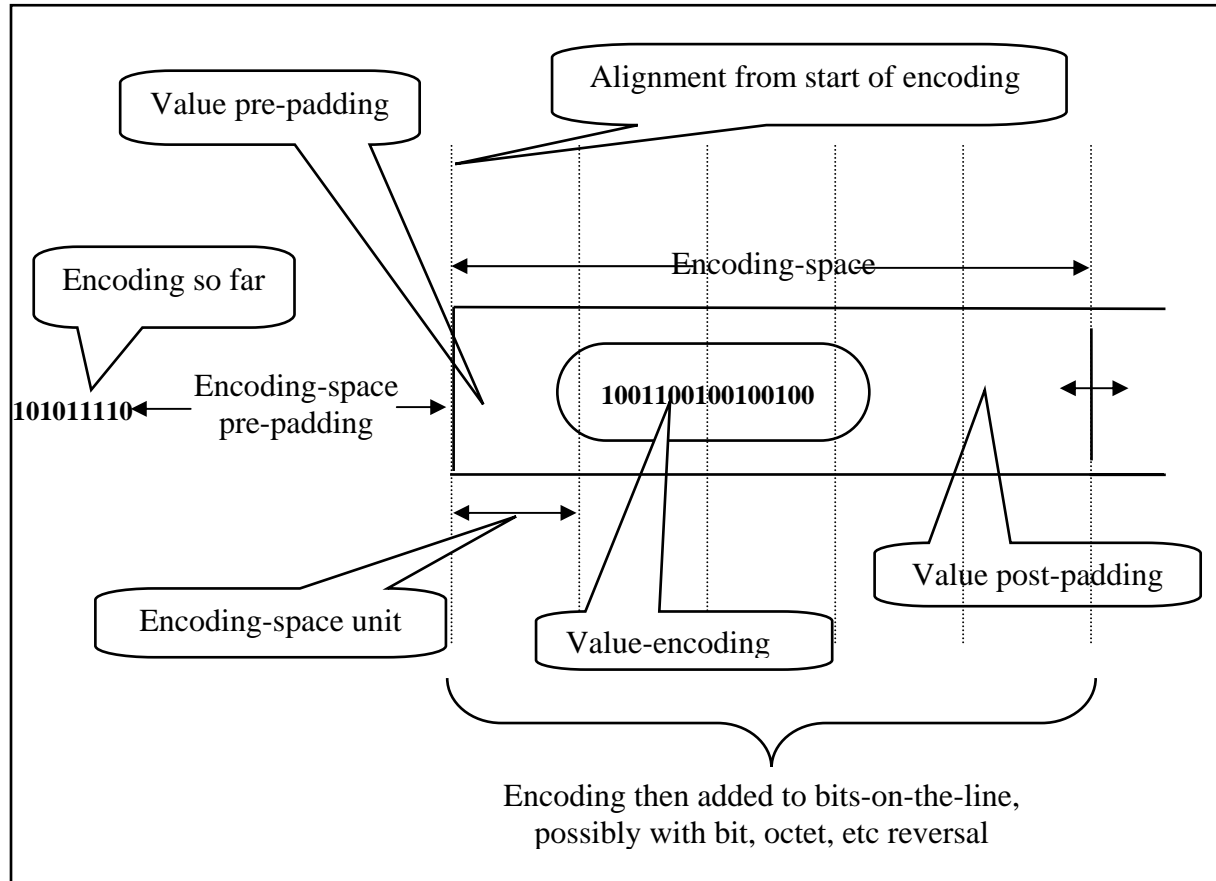 Alignment from start of encoding
Value pre-padding
Encoding-space
Encoding so far
Encoding-space
pre-padding
101011110
1001100100100100
Value post-padding
Encoding-space unit
Value-encoding
Encoding then added to bits-on-the-line,
possibly with bit, octet, etc reversal